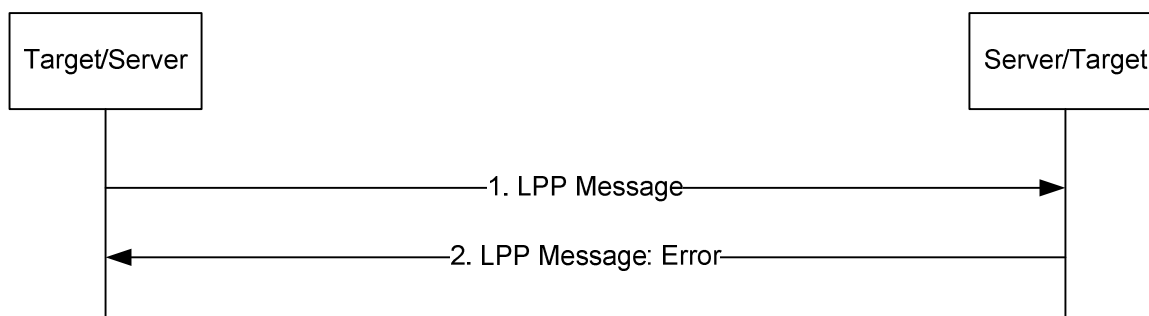 Target/Server
Server/Target
1. LPP Message
2. LPP Message: Error